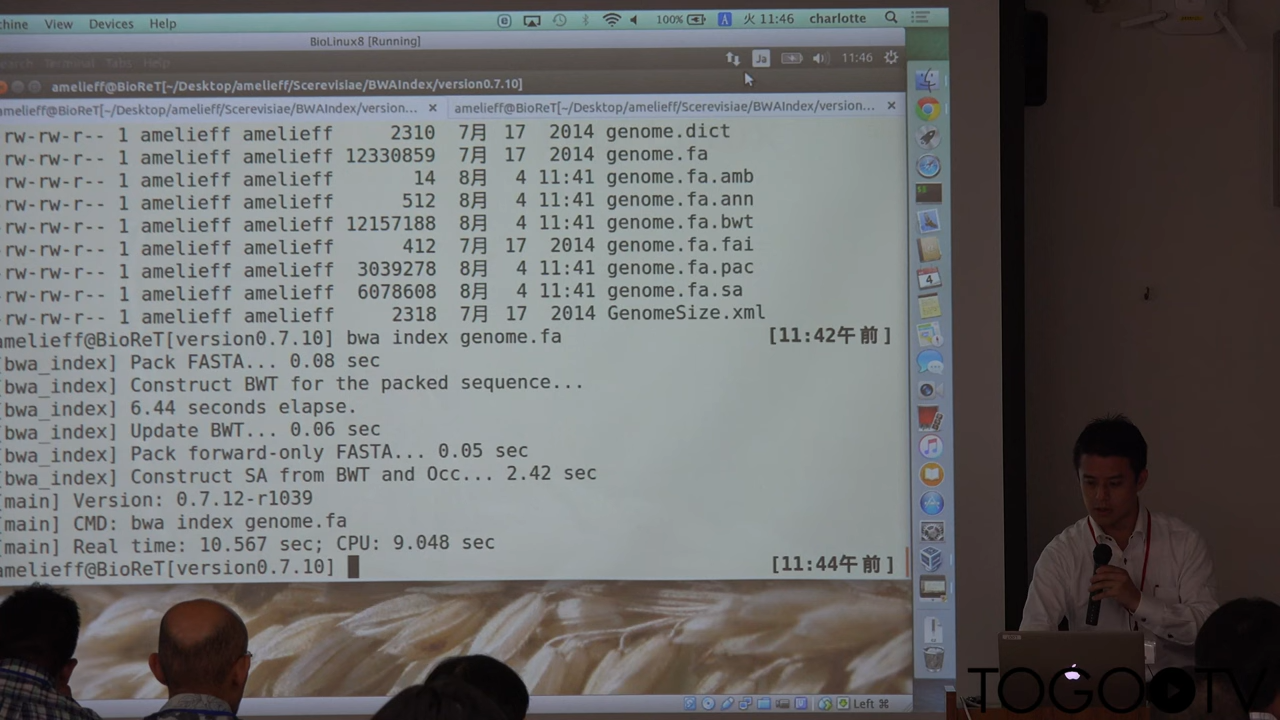 chine View Devices Help 100% A 火 11:46 charlotte
BioLinux8 [Running]
Search Terminal Tabs Help Ja 11:46
amelieff@BioReT[~/Desktop/amelieff/Scerevisiae/BWAIndex/version0.7.10]
amelieff@BioReT[~/Desktop/amelieff/Scerevisiae/BWAIndex/version... × amelieff@BioReT[~/Desktop/amelieff/Scerevisiae/BWAIndex/version... ×
rw-rw-r-- 1 amelieff amelieff 2310 7月 17 2014 genome.dict
rw-rw-r-- 1 amelieff amelieff 12330859 7月 17 2014 genome.fa
rw-rw-r-- 1 amelieff amelieff 14 8月 4 11:41 genome.fa.amb
rw-rw-r-- 1 amelieff amelieff 512 8月 4 11:41 genome.fa.ann
rw-rw-r-- 1 amelieff amelieff 12157188 8月 4 11:41 genome.fa.bwt
rw-rw-r-- 1 amelieff amelieff 412 7月 17 2014 genome.fa.fai
rw-rw-r-- 1 amelieff amelieff 3039278 8月 4 11:41 genome.fa.pac
rw-rw-r-- 1 amelieff amelieff 6078608 8月 4 11:41 genome.fa.sa
-rw-rw-r-- 1 amelieff amelieff 2318 7月 17 2014 GenomeSize.xml
amelieff@BioReT[version0.7.10] bwa index genome.fa [11:42午前]
[bwa_index] Pack FASTA... 0.08 sec
[bwa_index] Construct BWT for the packed sequence...
[bwa_index] 6.44 seconds elapse.
[bwa_index] Update BWT... 0.06 sec
[bwa_index] Pack forward-only FASTA... 0.05 sec
[bwa_index] Construct SA from BWT and Occ... 2.42 sec
[main] Version: 0.7.12-r1039
[main] CMD: bwa index genome.fa
[main] Real time: 10.567 sec; CPU: 9.048 sec
amelieff@BioReT[version0.7.10] [11:44午前]
4
Left ⌘
TOGOTV